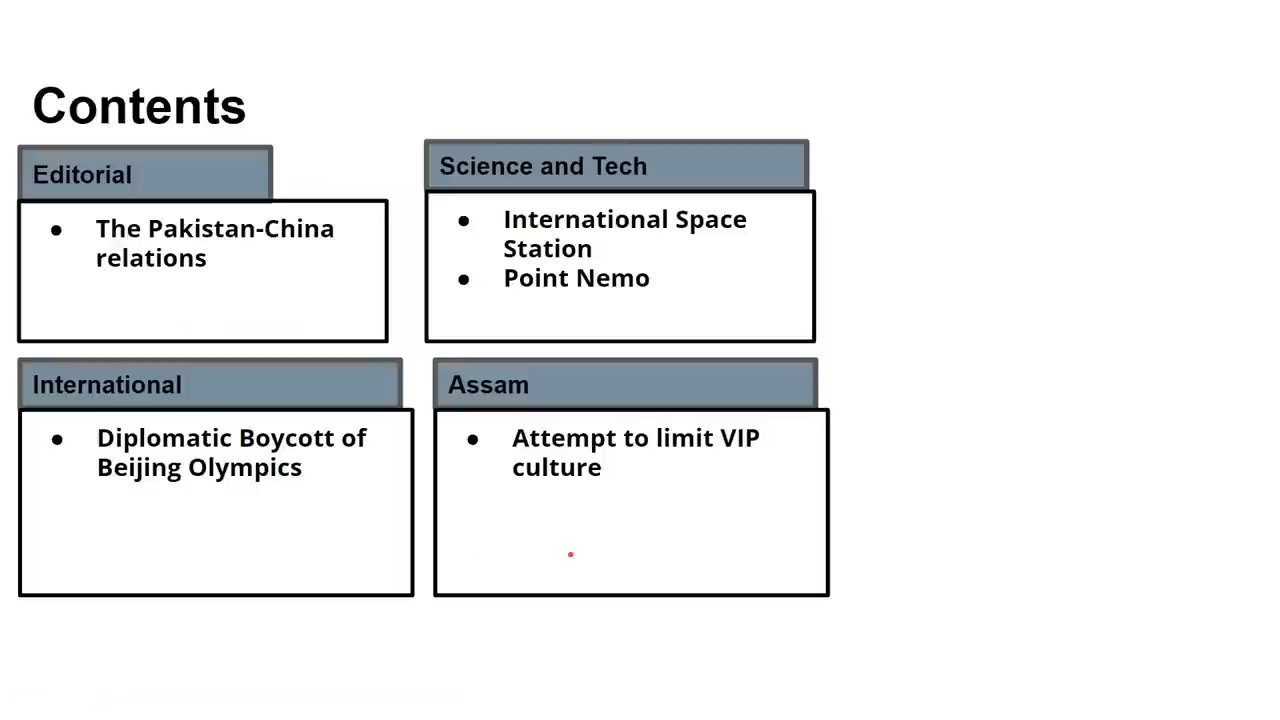 Contents
Editorial
● The Pakistan-China
relations
Science and Tech
● International Space
Station
● Point Nemo
International
● Diplomatic Boycott of
Beijing Olympics
Assam
● Attempt to limit VIP
culture